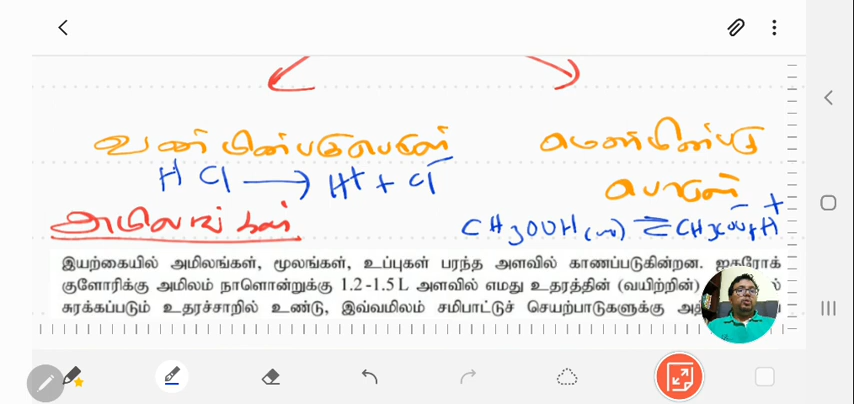 வன் மின்பகுபொருள்
மென்மின்பகு
பொருள்
HCl → H+ + Cl-
அமிலங்கள்
CH3OOH (aq) ⇌ CH3COO- + H+
இயற்கையில் அமிலங்கள், மூலங்கள், உப்புகள் பரந்த அளவில் காணப்படுகின்றன. ஐதரோக்
குளோரிக்கு அமிலம் நாளொன்றுக்கு 1.2-1.5 L அளவில் எமது உதரத்தின் (வயிற்றின்)
சுரக்கப்படும் உதரச்சாறில் உண்டு, இவ்வமிலம் சமிபாட்டுச் செயற்பாடுகளுக்கு